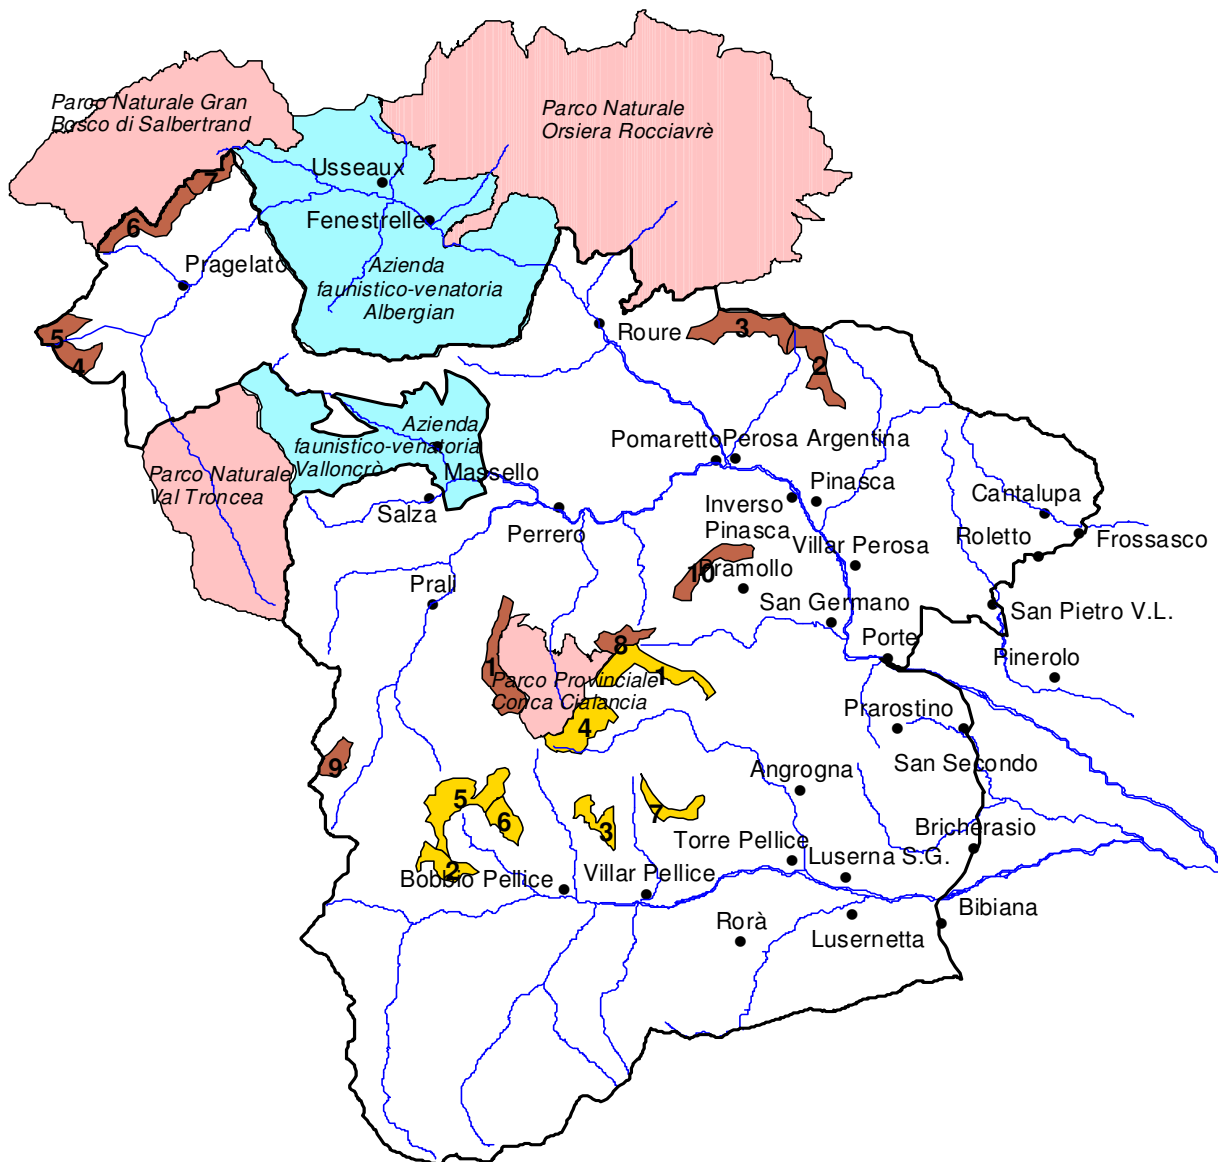 Parco Naturale Gran
Bosco di Salbertrand
Parco Naturale
Orsiera Rocciavrè
Usseaux
7
Fenestrelle
6
Pragelato
Azienda
faunistico-venatoria
Albergian
5
4
Roure
3
2
Azienda
faunistico-venatoria
Valloncrò
Parco Naturale
Val Troncea
Massello
Salza
Perrero
Pomaretto
Perosa Argentina
Pinasca
Inverso
Pinasca
Cantalupa
Roletto
Frossasco
Villar Perosa
10
Pramollo
Prali
San Germano
San Pietro V.L.
Porte
Pinerolo
8
1
1
Parco Provinciale
Conca Cialancia
4
Prarostino
San Secondo
9
Angrogna
5
6
3
7
2
Bobbio Pellice
Villar Pellice
Torre Pellice
Luserna S.G.
Bricherasio
Rorà
Lusernetta
Bibiana